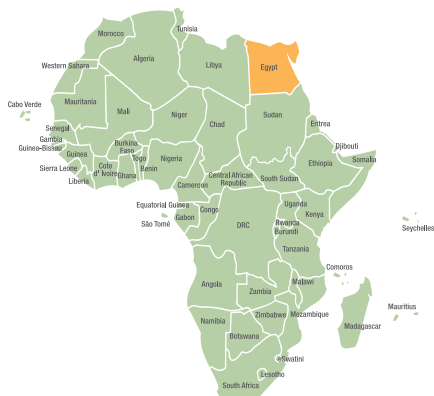 Tunisia
Morocco
Algeria
Libya
Egypt
Western Sahara
Mauritania
Mali
Niger
Chad
Sudan
Eritrea
Cabo Verde
Senegal
Gambia
Guinea-Bissau
Guinea
Sierra Leone
Liberia
Cote
d' Ivoire
Burkina
Faso
Ghana
Togo
Benin
Nigeria
Cameroon
Central African
Republic
South Sudan
Ethiopia
Djibouti
Somalia
Equatorial Guinea
São Tomé
Gabon
Congo
DRC
Uganda
Kenya
Rwanda
Burundi
Tanzania
Seychelles
Comoros
Angola
Zambia
Malawi
Mozambique
Zimbabwe
Namibia
Botswana
Madagascar
Mauritius
eSwatini
Lesotho
South Africa